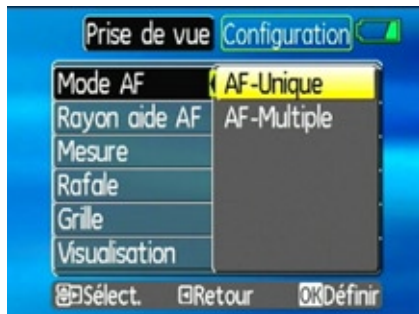 Prise de vue Configuration
Mode AF AF-Unique
Rayon aide AF AF-Multiple
Mesure
Rafale
Grille
Visualisation
Sélect. Retour OK Définir